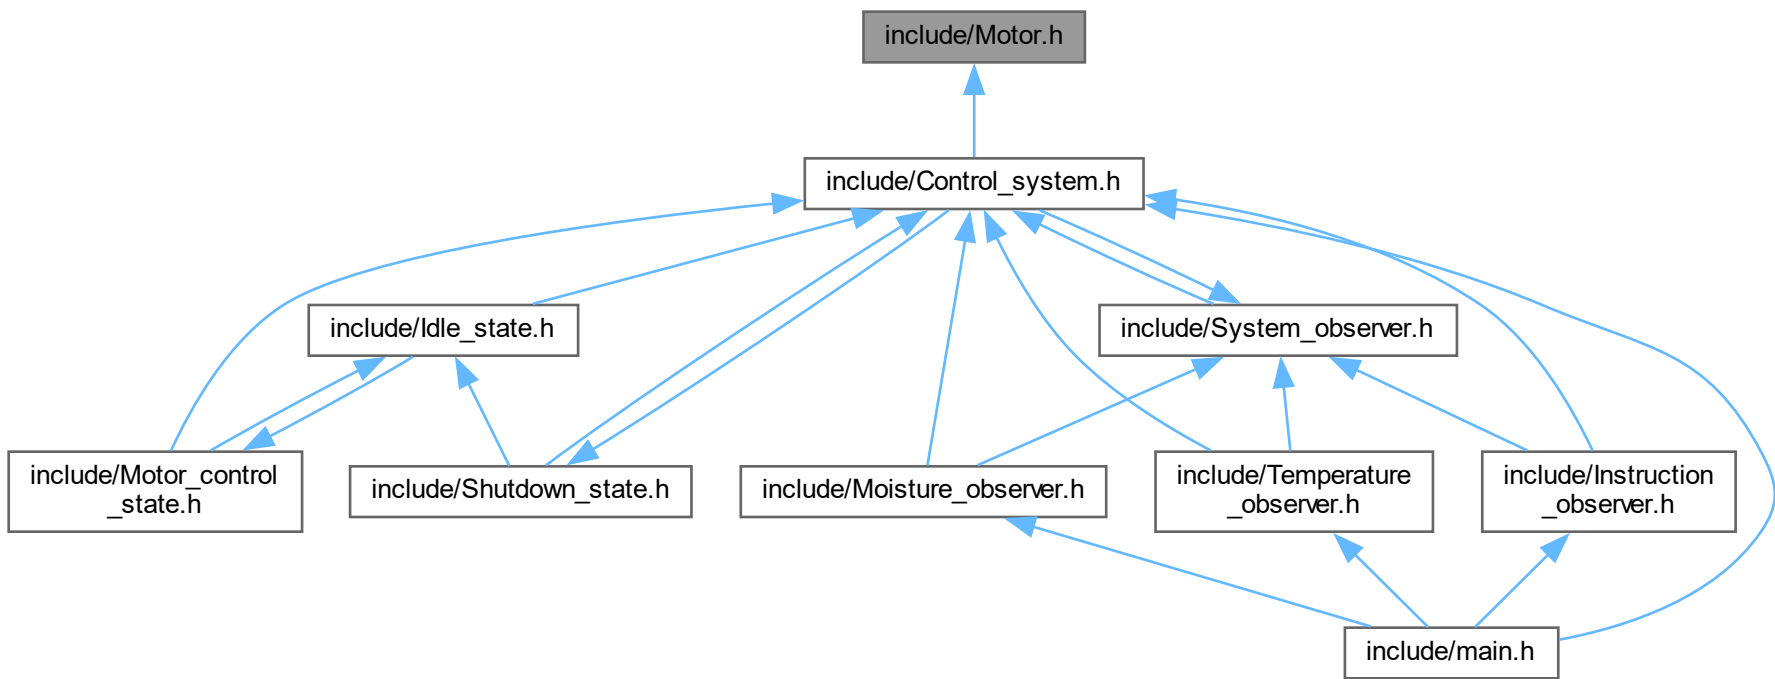 include/Motor.h
include/Control_system.h
include/Idle_state.h
include/System_observer.h
include/Motor_control
_state.h
include/Shutdown_state.h
include/Moisture_observer.h
include/Temperature
_observer.h
include/Instruction
_observer.h
include/main.h